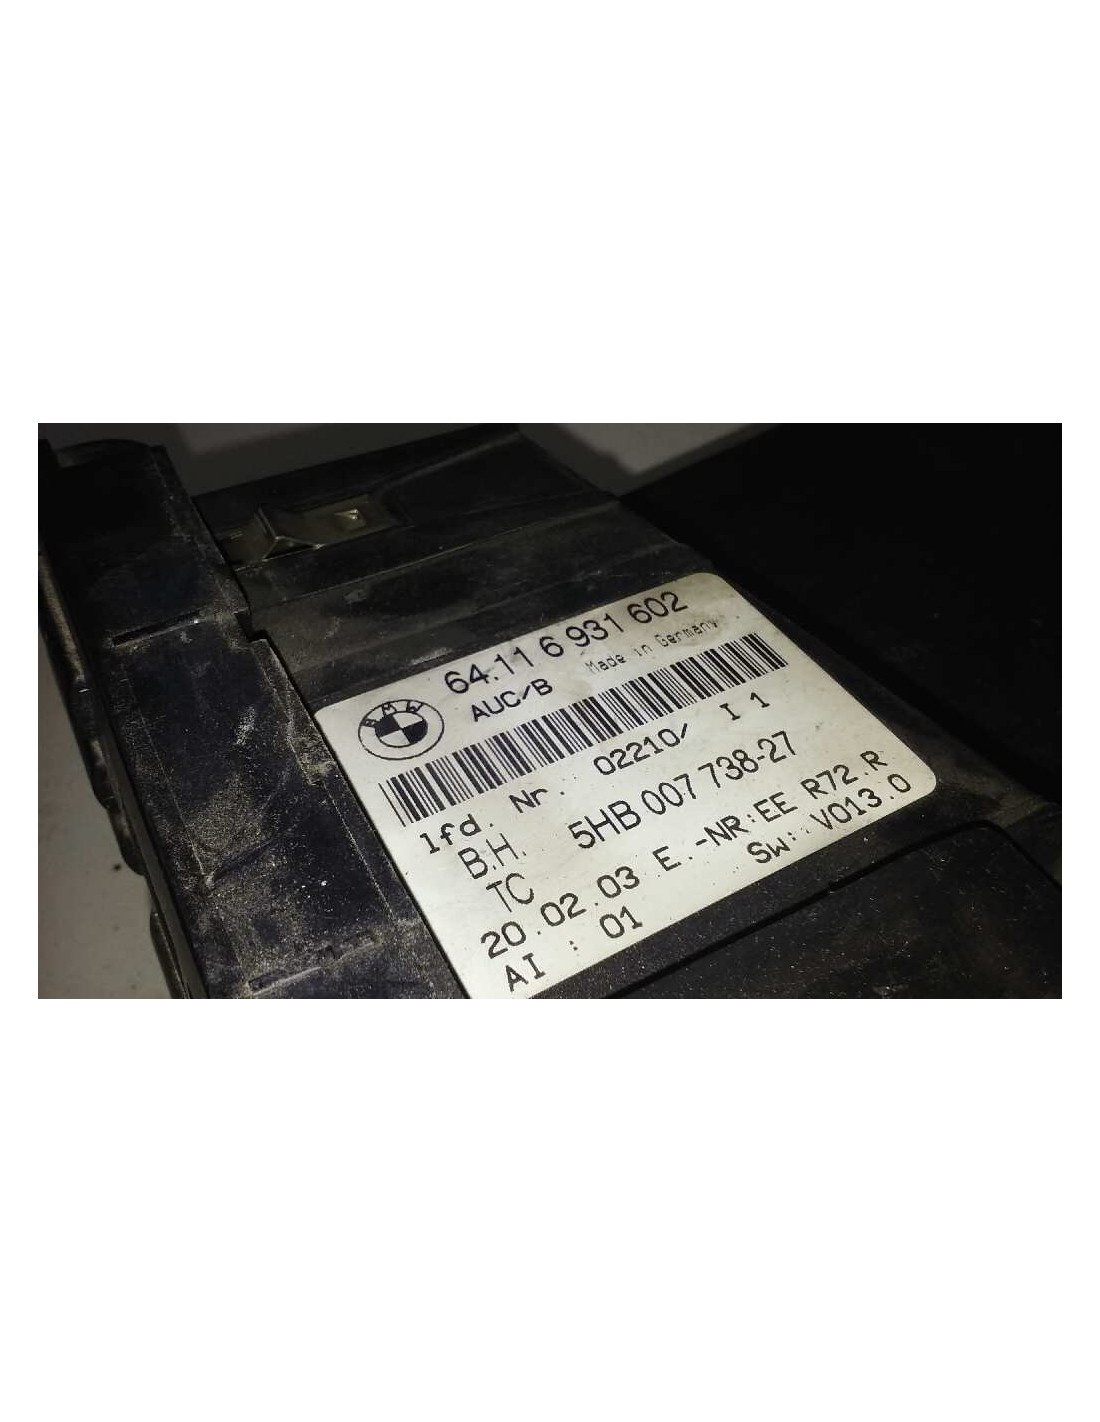 64.11 6 931 602
AUC/B Made in Germany
BMW
lfd. Nr. 02210/ I 1
B.H. 5HB 007 738-27
TC
20.02.03 E.-NR:EE R72 R
AI : 01 SW: V013.0